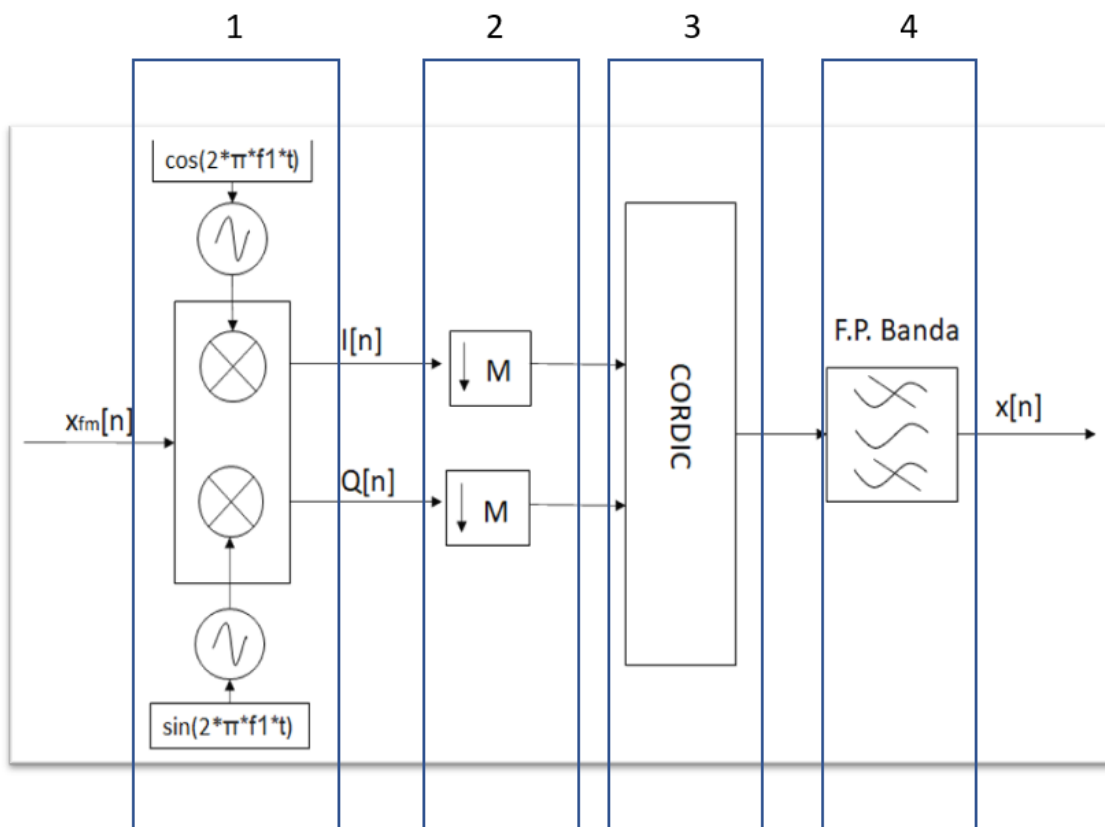 1
2
3
4
cos(2*π*f1*t)
I[n]
M
F.P. Banda
CORDIC
xfm[n]
x[n]
Q[n]
M
sin(2*π*f1*t)